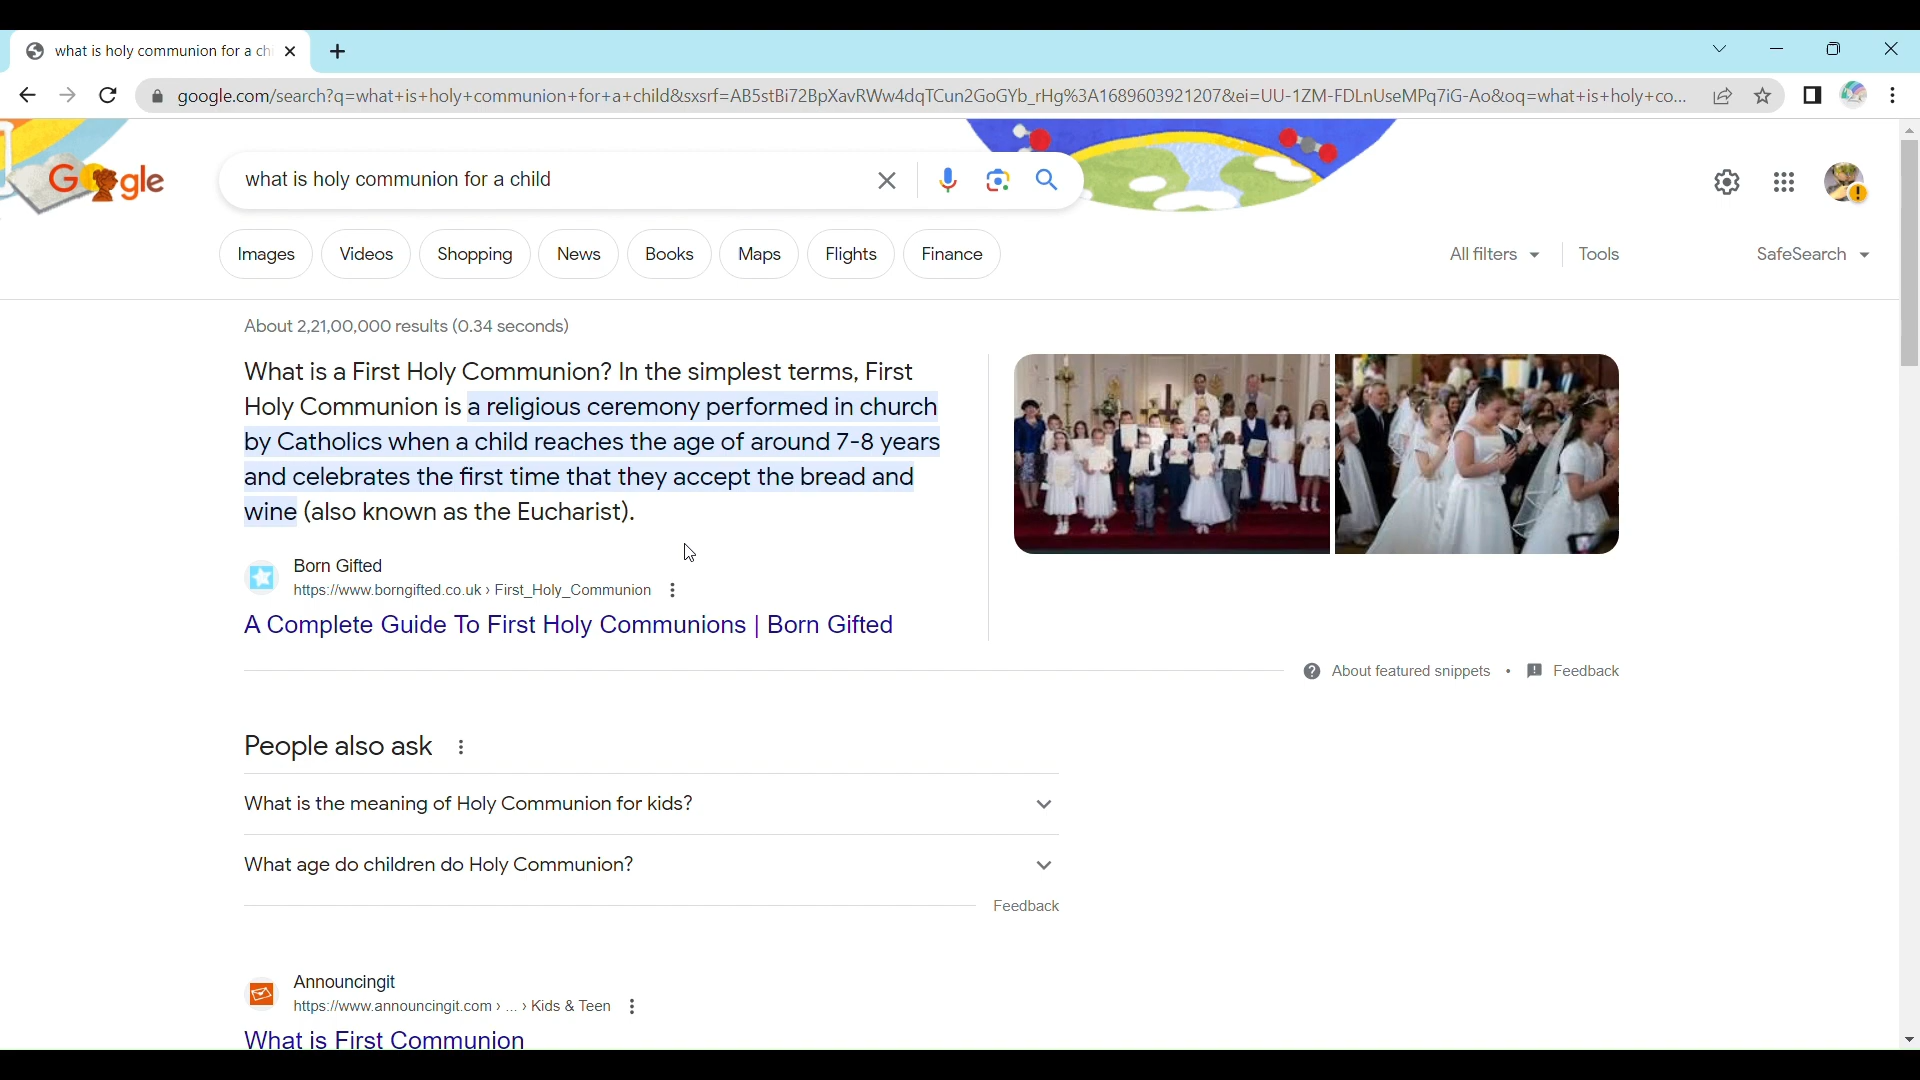 what is holy communion for a ch
google.com/search?q=what+is+holy+communion+for+a+child&sxsrf=AB5stBi72BpXavRWw4dqTCun2GoGYb_rHg%3A1689603921207&ei=UU-1ZM-FDLnUseMPq7iG-Ao&oq=what+is+holy+co...
Google
what is holy communion for a child
Images Videos Shopping News Books Maps Flights Finance All filters Tools SafeSearch
About 2,21,00,000 results (0.34 seconds)
What is a First Holy Communion? In the simplest terms, First
Holy Communion is a religious ceremony performed in church
by Catholics when a child reaches the age of around 7-8 years
and celebrates the first time that they accept the bread and
wine (also known as the Eucharist).
Born Gifted
https://www.borngifted.co.uk › First_Holy_Communion
A Complete Guide To First Holy Communions | Born Gifted
About featured snippets • Feedback
People also ask
What is the meaning of Holy Communion for kids?
What age do children do Holy Communion?
Feedback
Announcingit
https://www.announcingit.com › ... › Kids & Teen
What is First Communion